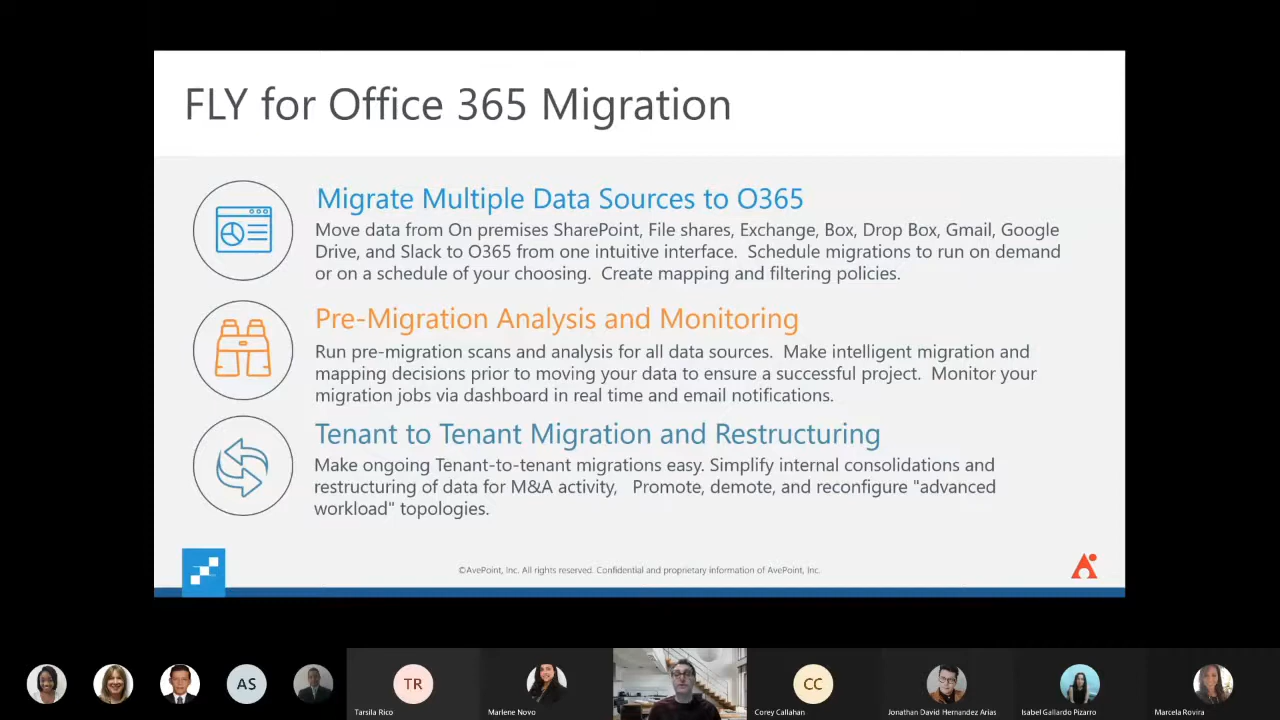 FLY for Office 365 Migration
Migrate Multiple Data Sources to O365
Move data from On premises SharePoint, File shares, Exchange, Box, Drop Box, Gmail, Google
Drive, and Slack to O365 from one intuitive interface.  Schedule migrations to run on demand
or on a schedule of your choosing.  Create mapping and filtering policies.
Pre-Migration Analysis and Monitoring
Run pre-migration scans and analysis for all data sources.  Make intelligent migration and
mapping decisions prior to moving your data to ensure a successful project.  Monitor your
migration jobs via dashboard in real time and email notifications.
Tenant to Tenant Migration and Restructuring
Make ongoing Tenant-to-tenant migrations easy. Simplify internal consolidations and
restructuring of data for M&A activity,   Promote, demote, and reconfigure "advanced
workload" topologies.
©AvePoint, Inc. All rights reserved. Confidential and proprietary information of AvePoint, Inc.
AS
TR
CC
Tarsila Rico
Marlene Novo
Corey Callahan
Jonathan David Hernandez Arias
Isabel Gallardo Pizarro
Marcela Rovira